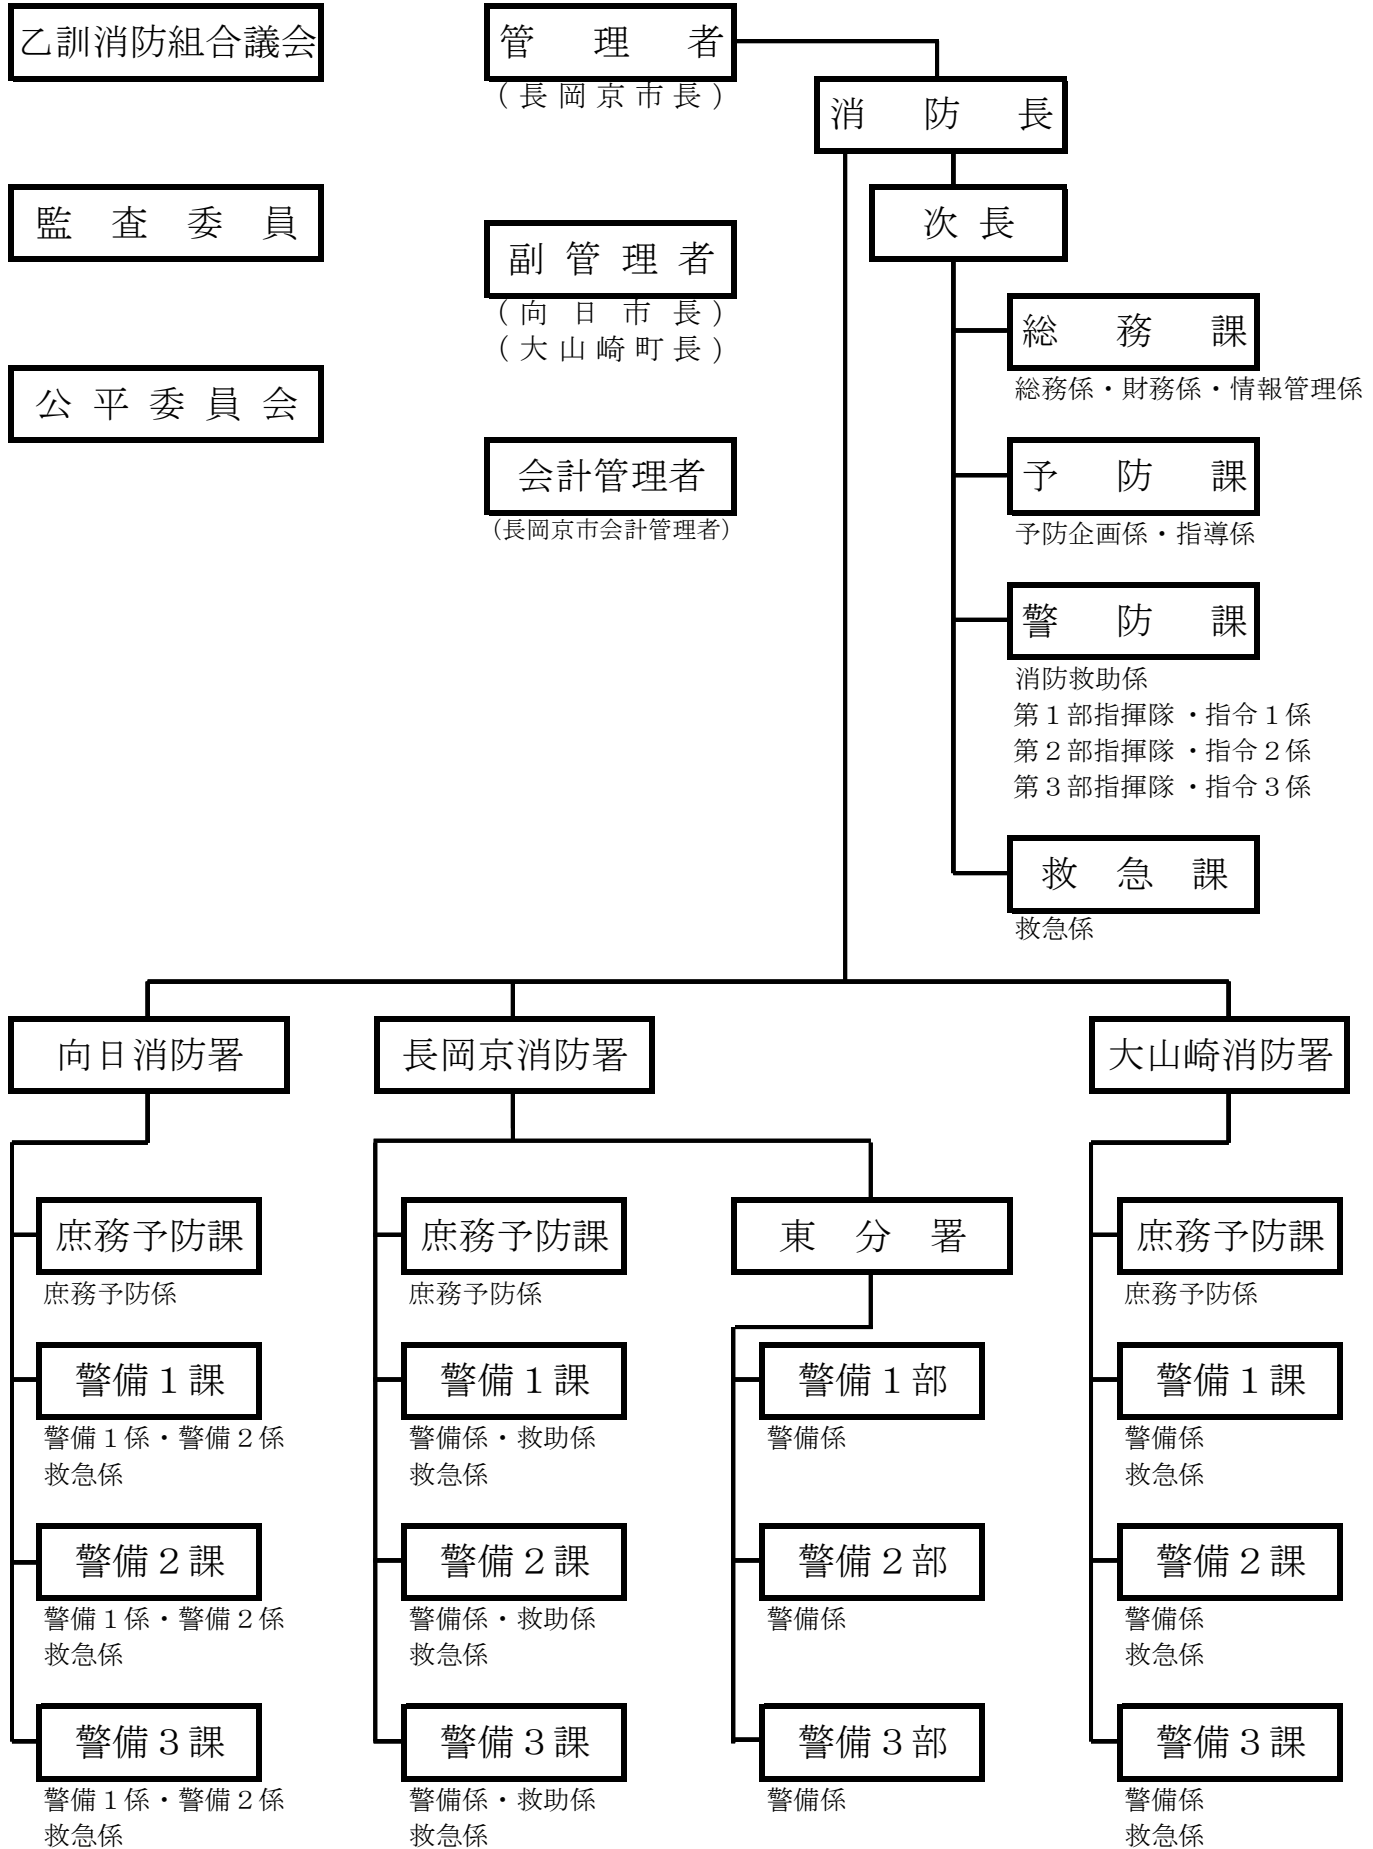 乙訓消防組合議会
管理者
(長岡京市長)
消防長
監査委員
次長
副管理者
(向日市長)
(大山崎町長)
総務課
総務係・財務係・情報管理係
公平委員会
会計管理者
(長岡京市会計管理者)
予防課
予防企画係・指導係
警防課
消防救助係
第1部指揮隊・指令1係
第2部指揮隊・指令2係
第3部指揮隊・指令3係
救急課
救急係
向日消防署
長岡京消防署
大山崎消防署
庶務予防課
庶務予防係
警備1課
警備1係・警備2係
救急係
警備2課
警備1係・警備2係
救急係
警備3課
警備1係・警備2係
救急係
庶務予防課
庶務予防係
警備1課
警備係・救助係
救急係
警備2課
警備係・救助係
救急係
警備3課
警備係・救助係
救急係
東分署
警備1部
警備係
警備2部
警備係
警備3部
警備係
庶務予防課
庶務予防係
警備1課
警備係
救急係
警備2課
警備係
救急係
警備3課
警備係
救急係